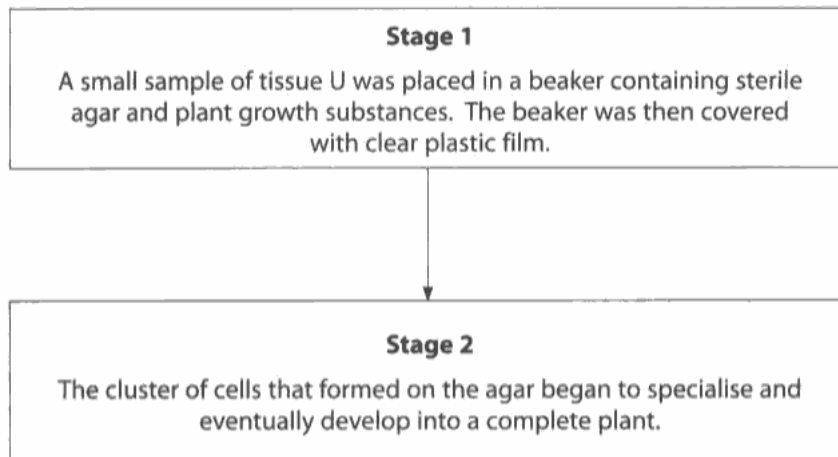 Stage 1
A small sample of tissue U was placed in a beaker containing sterile
agar and plant growth substances. The beaker was then covered
with clear plastic film.
Stage 2
The cluster of cells that formed on the agar began to specialise and
eventually develop into a complete plant.